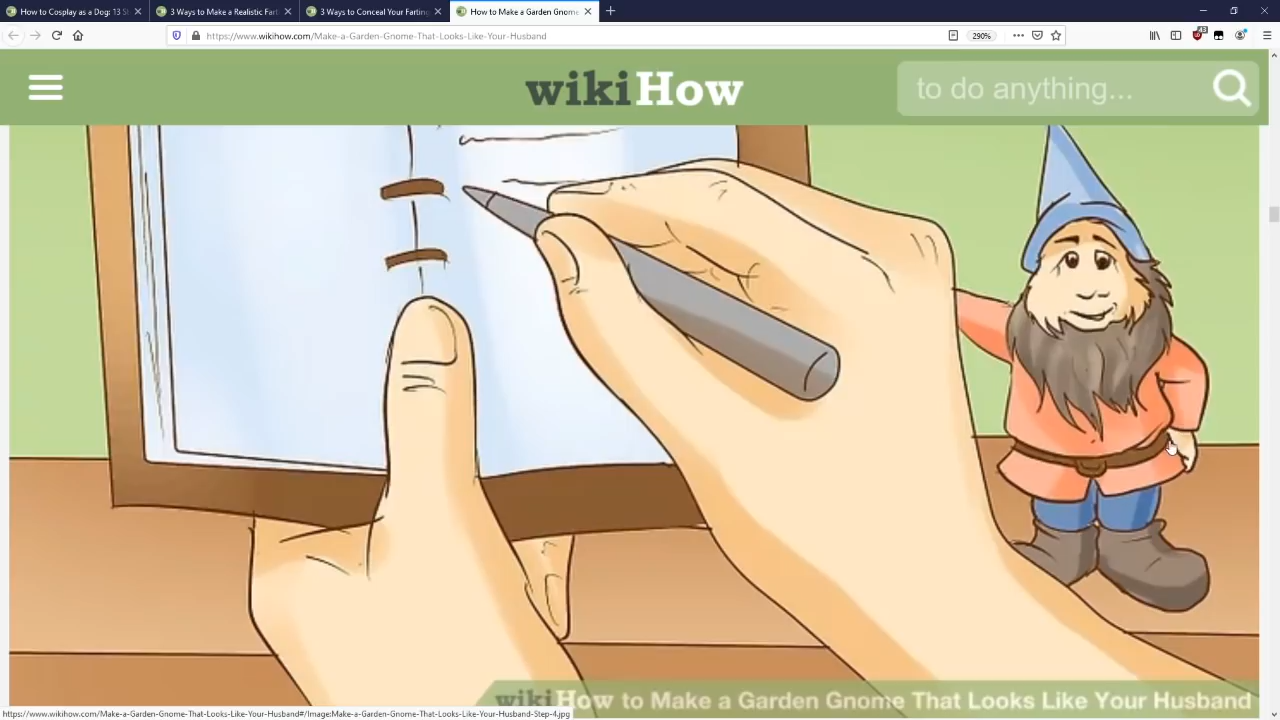 How to Cosplay as a Dog: 13 S
3 Ways to Make a Realistic Fart
3 Ways to Conceal Your Farting
How to Make a Garden Gnome
https://www.wikihow.com/Make-a-Garden-Gnome-That-Looks-Like-Your-Husband
290%
wikiHow
to do anything...
wikiHow to Make a Garden Gnome That Looks Like Your Husband
https://www.wikihow.com/Make-a-Garden-Gnome-That-Looks-Like-Your-Husband#/Image:Make-a-Garden-Gnome-That-Looks-Like-Your-Husband-Step-4.jpg